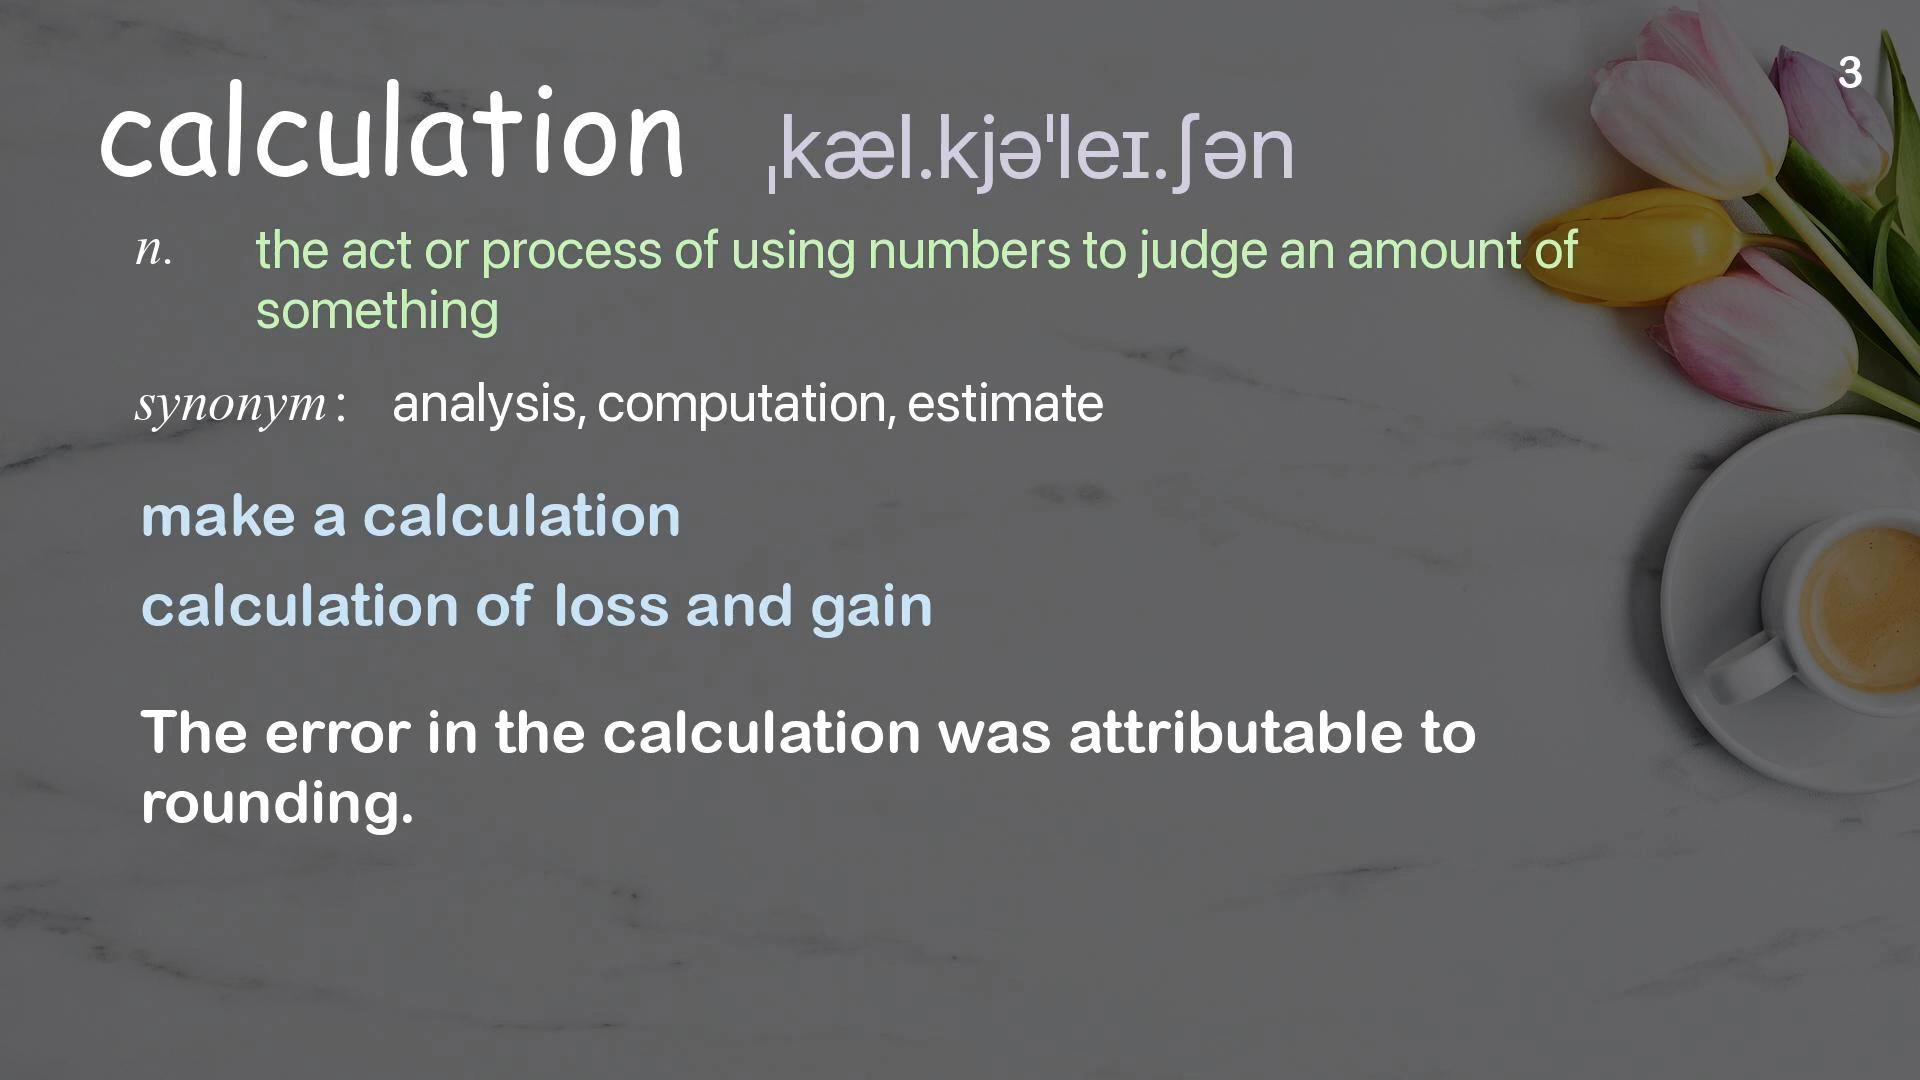 3
calculation ˌkæl.kjəˈleɪ.ʃən
n. the act or process of using numbers to judge an amount of
something
synonym : analysis, computation, estimate
make a calculation
calculation of loss and gain
The error in the calculation was attributable to
rounding.